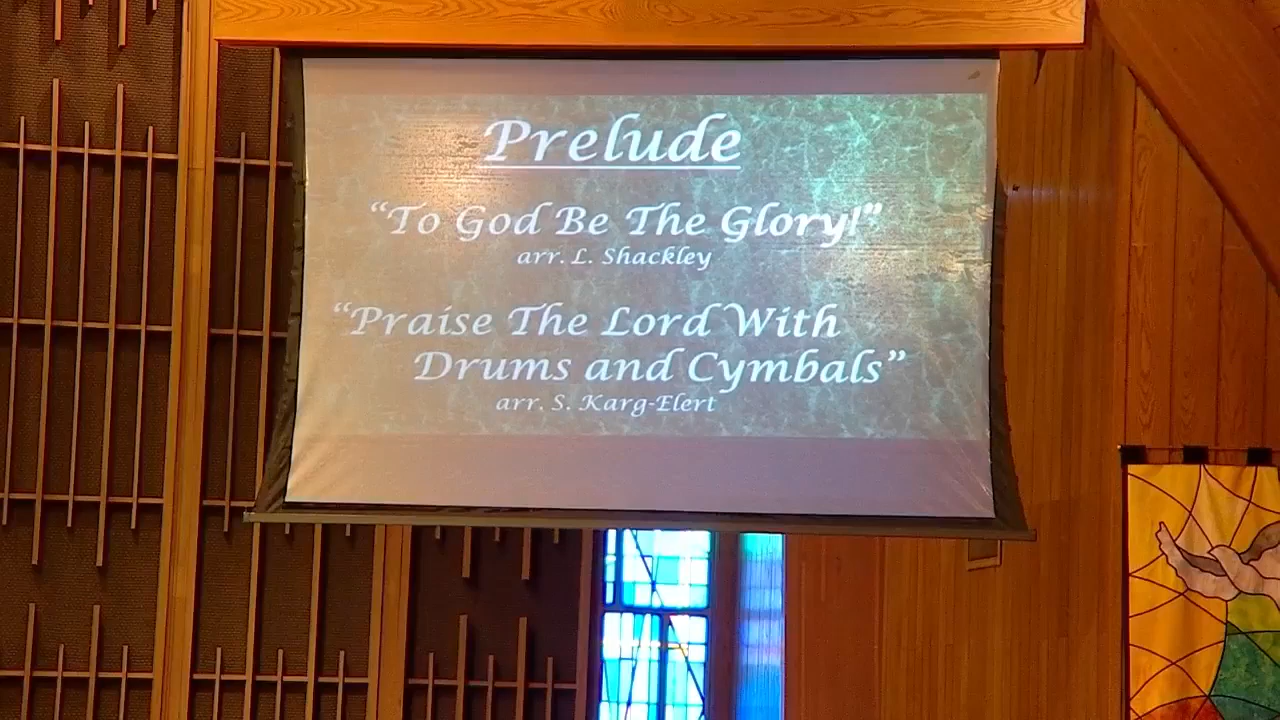 Prelude
“To God Be The Glory!”
arr. L. Shackley
“Praise The Lord With
Drums and Cymbals”
arr. S. Karg-Elert